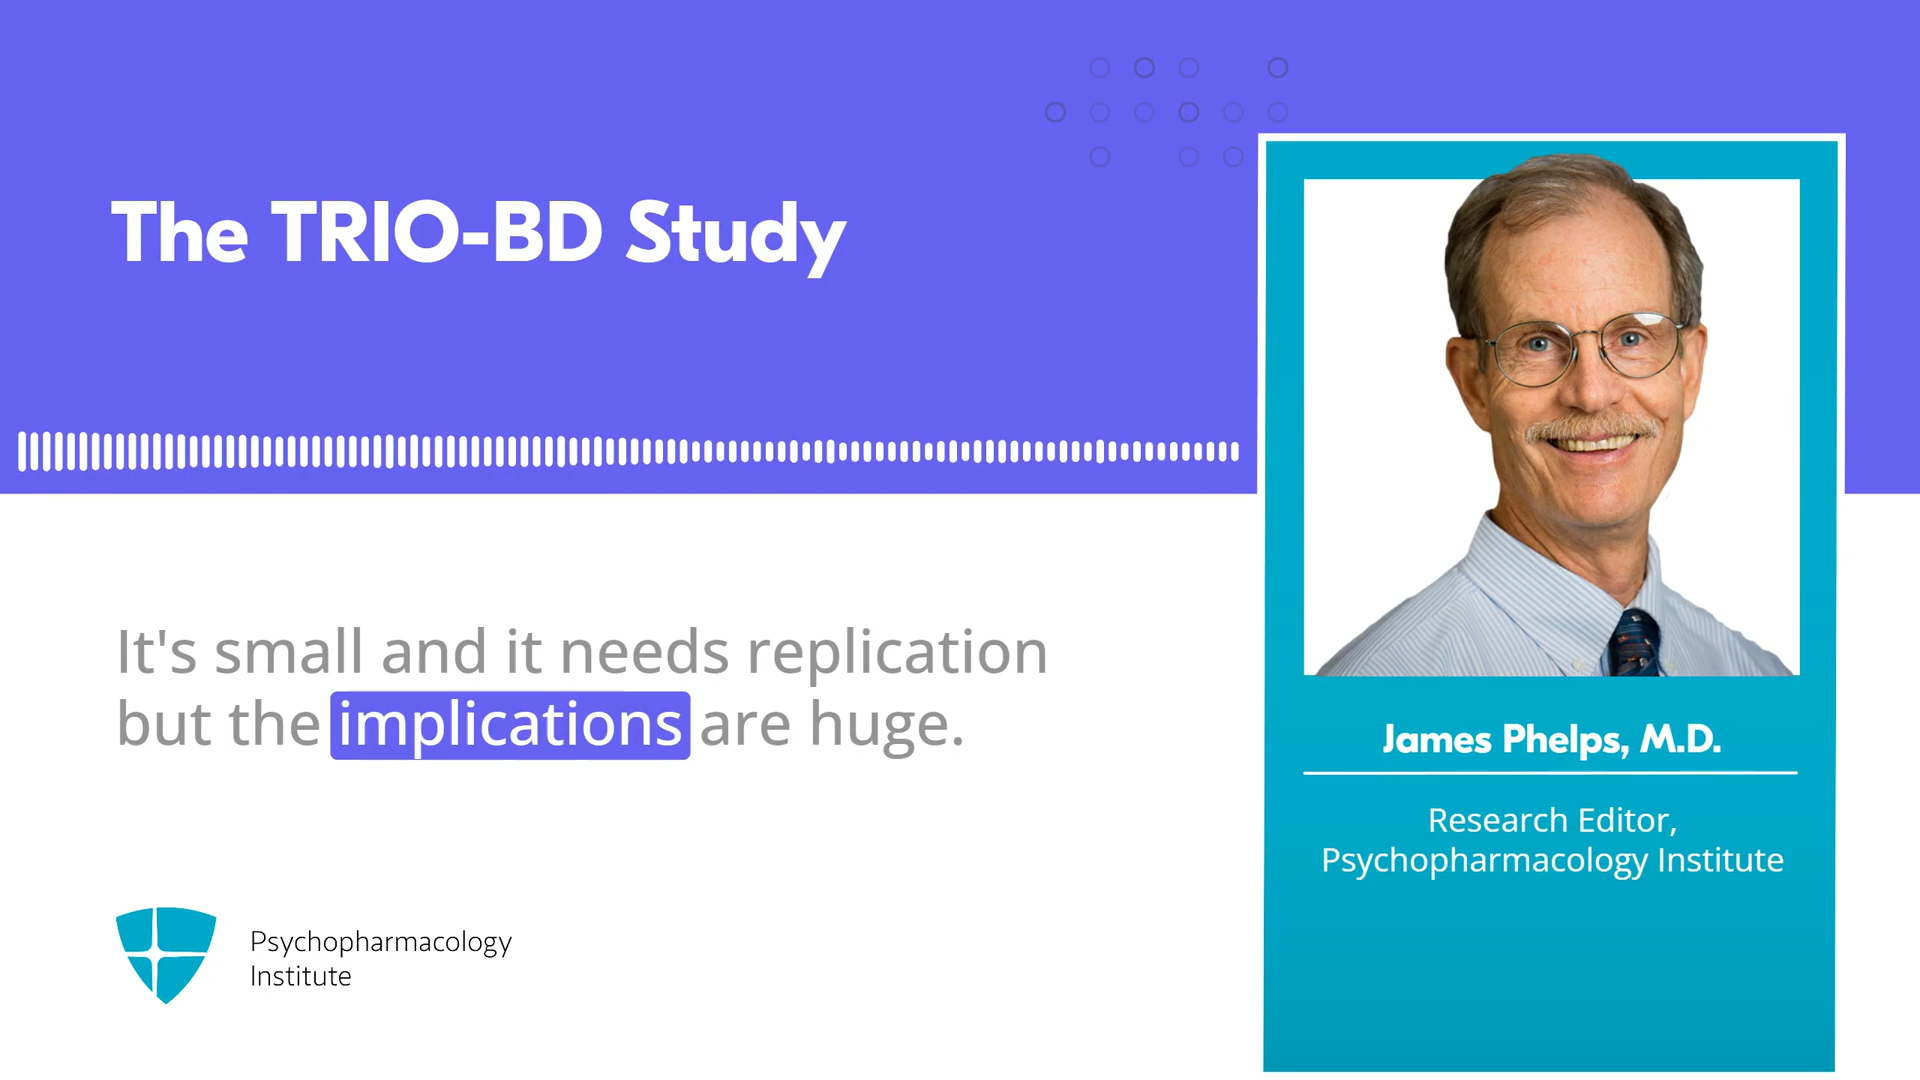 The TRIO-BD Study
It's small and it needs replication
but the implications are huge.
James Phelps, M.D.
Research Editor,
Psychopharmacology Institute
Psychopharmacology
Institute